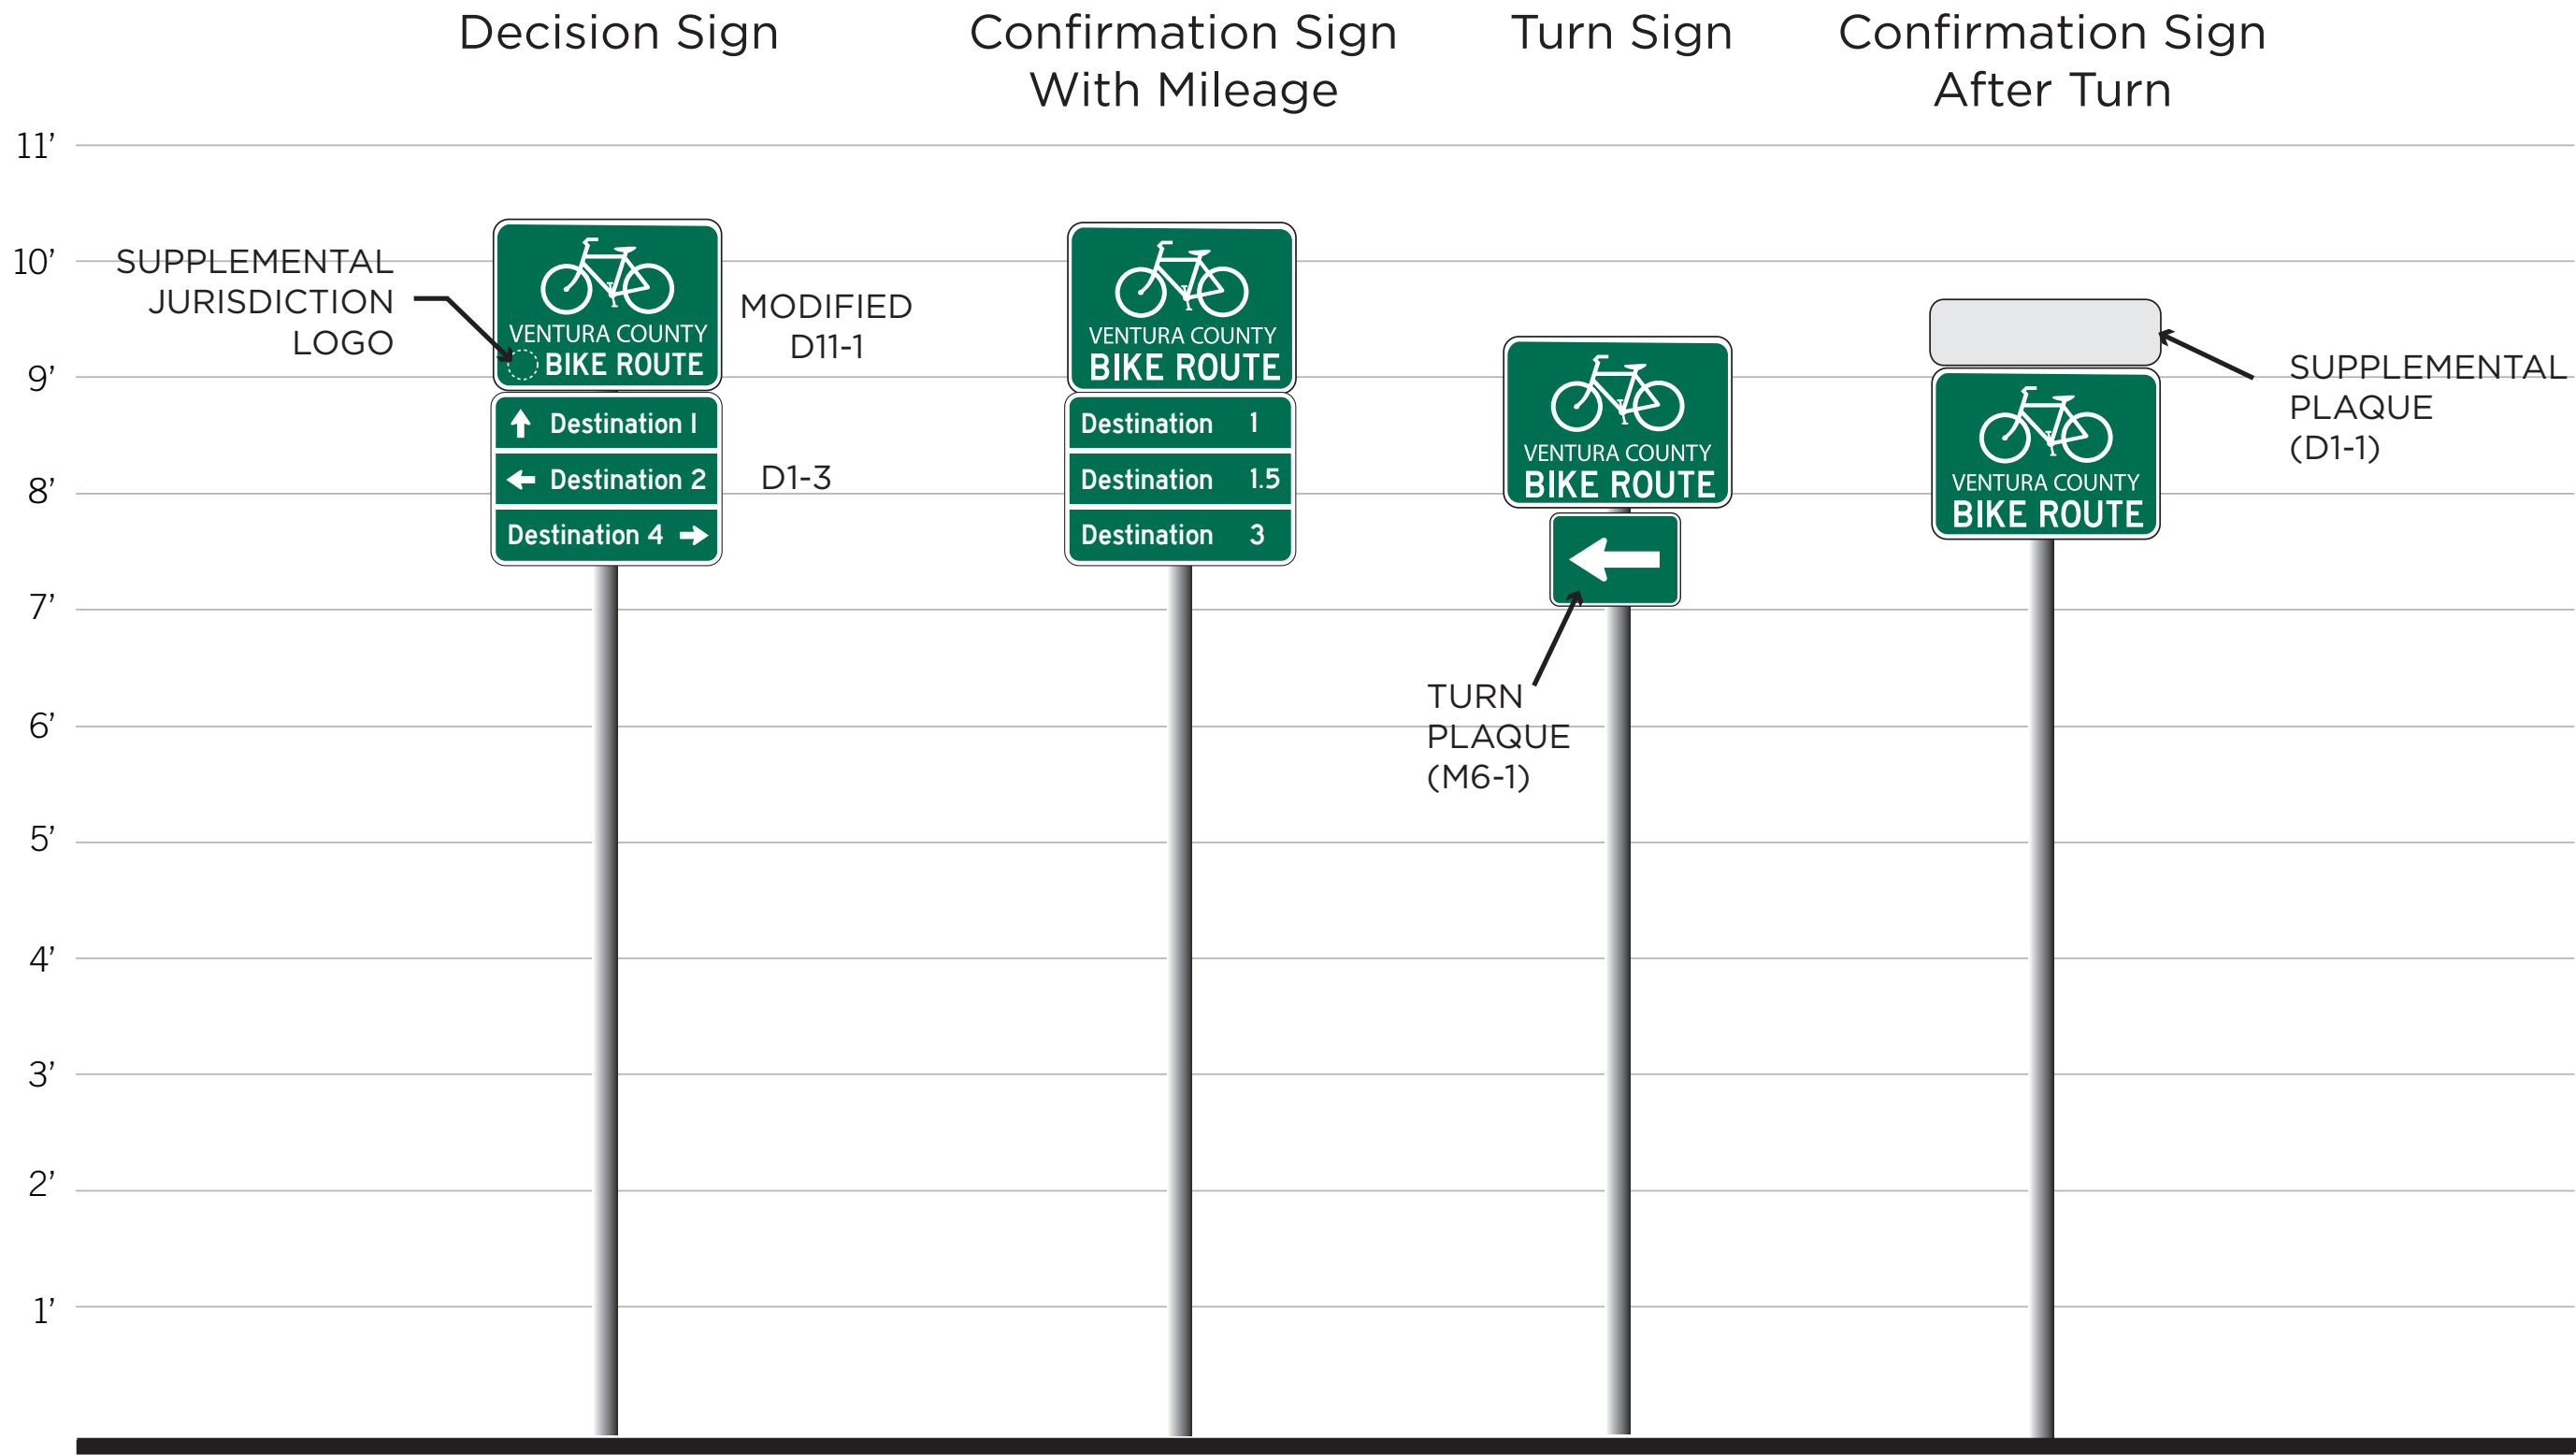 Decision Sign
Confirmation Sign
With Mileage
Turn Sign
Confirmation Sign
After Turn
11’
10’
9’
8’
7’
6’
5’
4’
3’
2’
1’
SUPPLEMENTAL
JURISDICTION
LOGO
VENTURA COUNTY
BIKE ROUTE
MODIFIED
D11-1
Destination 1
Destination 2
Destination 4
D1-3
VENTURA COUNTY
BIKE ROUTE
Destination 1
Destination 1.5
Destination 3
VENTURA COUNTY
BIKE ROUTE
TURN
PLAQUE
(M6-1)
VENTURA COUNTY
BIKE ROUTE
SUPPLEMENTAL
PLAQUE
(D1-1)